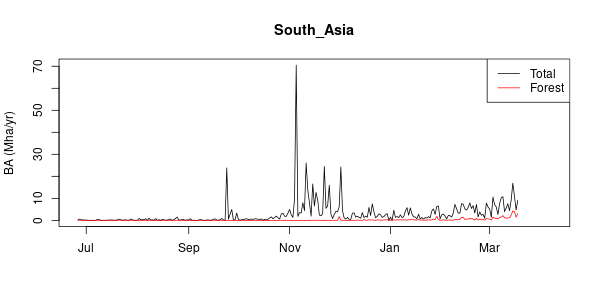 South_Asia
BA (Mha/yr)
70
50
30
10
0
Total
Forest
Jul Sep Nov Jan Mar